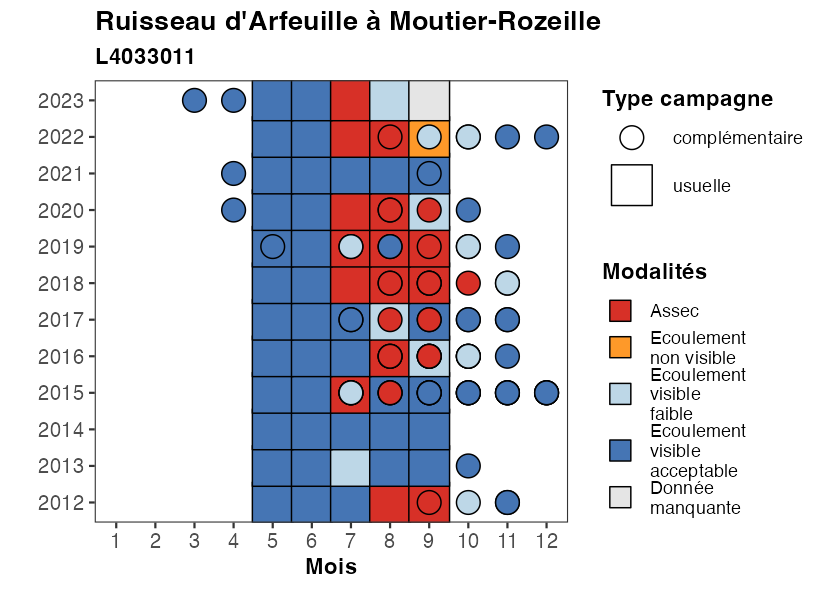 Ruisseau d'Arfeuille à Moutier-Rozeille
L4033011
2023
2022
2021
2020
2019
2018
2017
2016
2015
2014
2013
2012
1 2 3 4 5 6 7 8 9 10 11 12
Mois
Type campagne
complémentaire
usuelle
Modalités
Assec
Ecoulement
non visible
Ecoulement
visible
faible
Ecoulement
visible
acceptable
Donnée
manquante